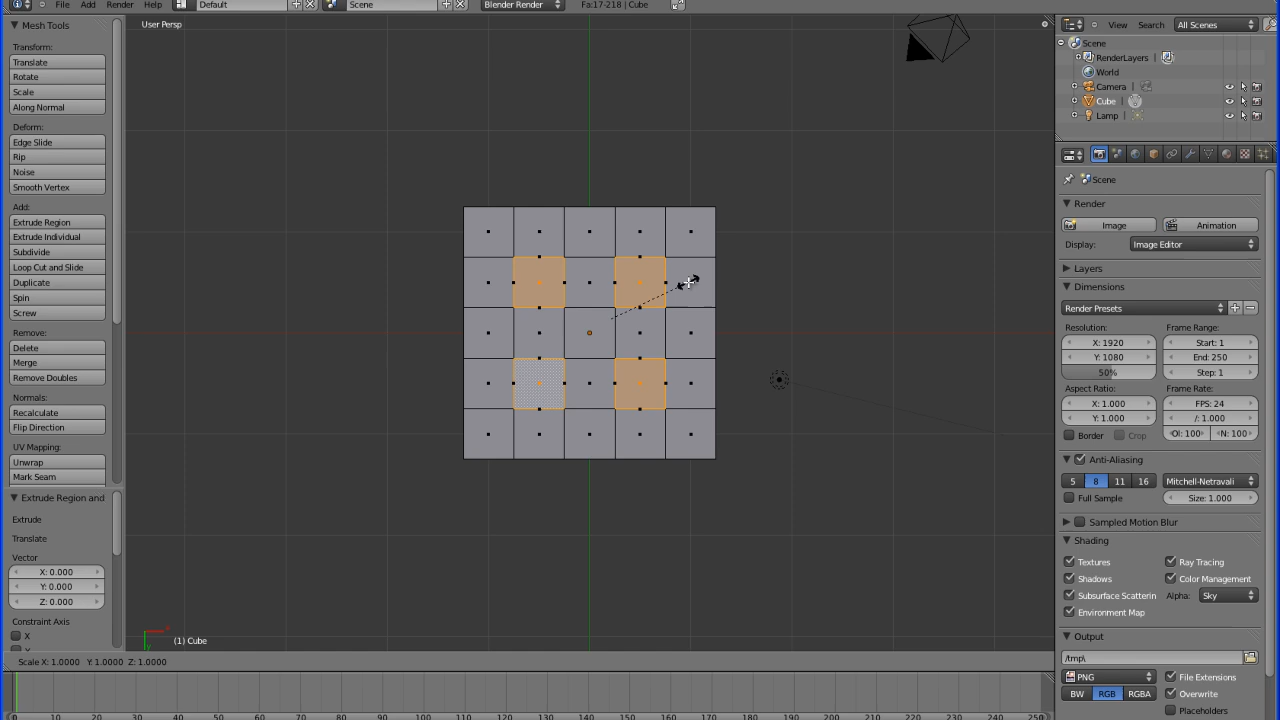 File Add Render Help Default Scene Blender Render Fa:17-218 | Cube
Mesh Tools
Transform:
Translate
Rotate
Scale
Along Normal
Deform:
Edge Slide
Rip
Noise
Smooth Vertex
Add:
Extrude Region
Extrude Individual
Subdivide
Loop Cut and Slide
Duplicate
Spin
Screw
Remove:
Delete
Merge
Remove Doubles
Normals:
Recalculate
Flip Direction
UV Mapping:
Unwrap
Mark Seam
Extrude Region and
Extrude
Translate
Vector
X: 0.000
Y: 0.000
Z: 0.000
Constraint Axis
X
User Persp
(1) Cube
Scale X: 1.0000 Y: 1.0000 Z: 1.0000
0 10 20 30 40 50 60 70 80 90 100 110 120 130 140 150 160 170 180 190 200 210 220 230 240 250
View Search All Scenes
Scene
RenderLayers |
World
Camera |
Cube |
Lamp |
Scene
Render
Image Animation
Display: Image Editor
Layers
Dimensions
Render Presets
Resolution: Frame Range:
X: 1920 Start: 1
Y: 1080 End: 250
50% Step: 1
Aspect Ratio: Frame Rate:
X: 1.000 FPS: 24
Y: 1.000 /: 1.000
Border Crop Ol: 100 N: 100
Anti-Aliasing
5 8 11 16 Mitchell-Netravali
Full Sample Size: 1.000
Sampled Motion Blur
Shading
Textures Ray Tracing
Shadows Color Management
Subsurface Scatterin Alpha: Sky
Environment Map
Output
/tmp\
PNG File Extensions
BW RGB RGBA Overwrite
Placeholders